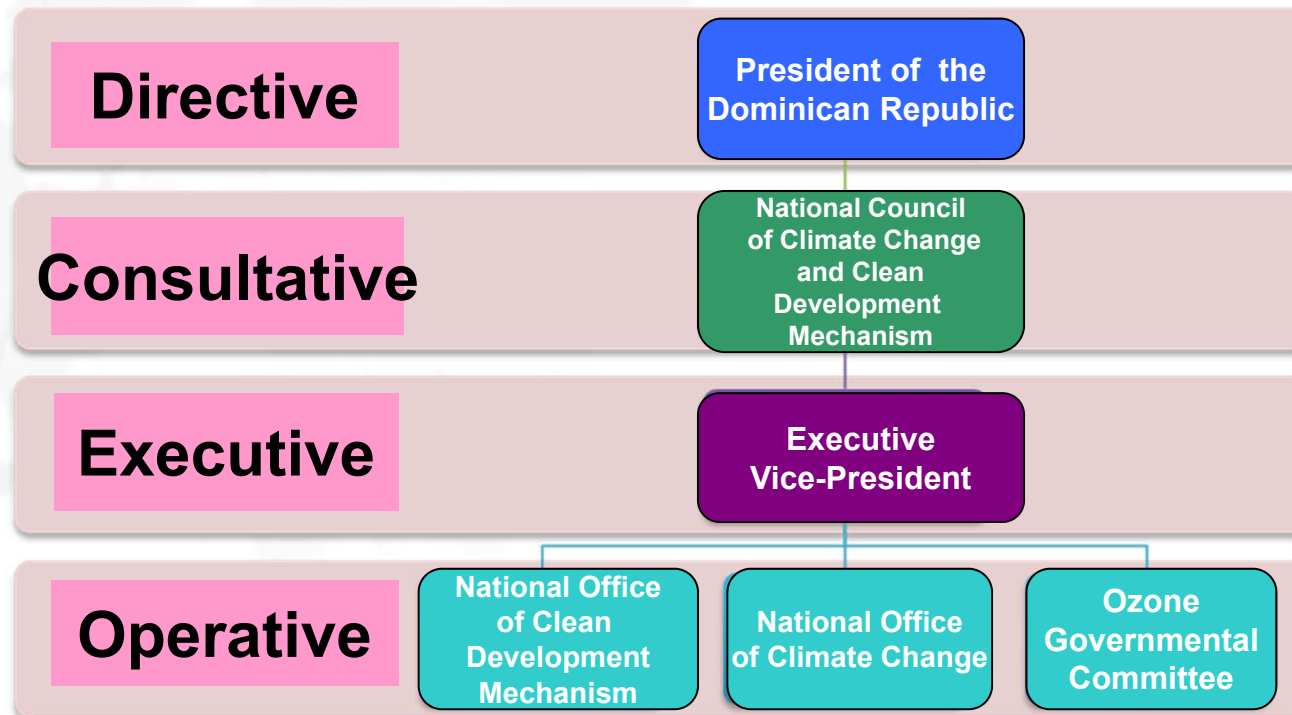 Directive
President of the
Dominican Republic
Consultative
National Council
of Climate Change
and Clean
Development
Mechanism
Executive
Executive
Vice-President
Operative
National Office
of Clean
Development
Mechanism
National Office
of Climate Change
Ozone
Governmental
Committee